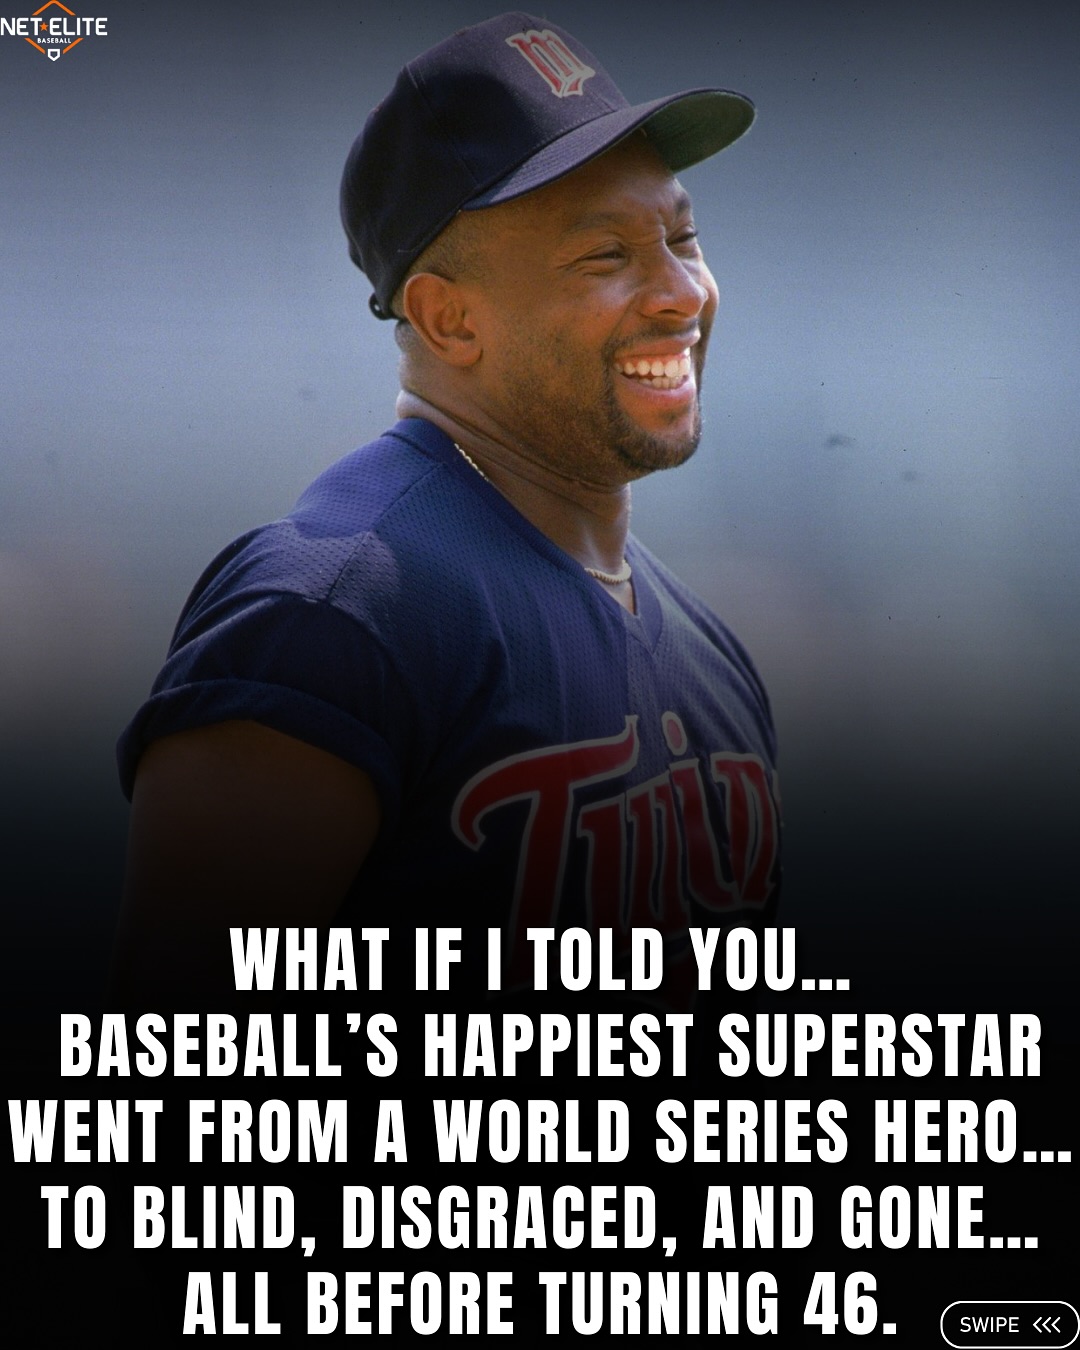 NET ELITE
BASEBALL
m
Twin
WHAT IF I TOLD YOU...
BASEBALL’S HAPPIEST SUPERSTAR
WENT FROM A WORLD SERIES HERO...
TO BLIND, DISGRACED, AND GONE...
ALL BEFORE TURNING 46.
SWIPE <<<